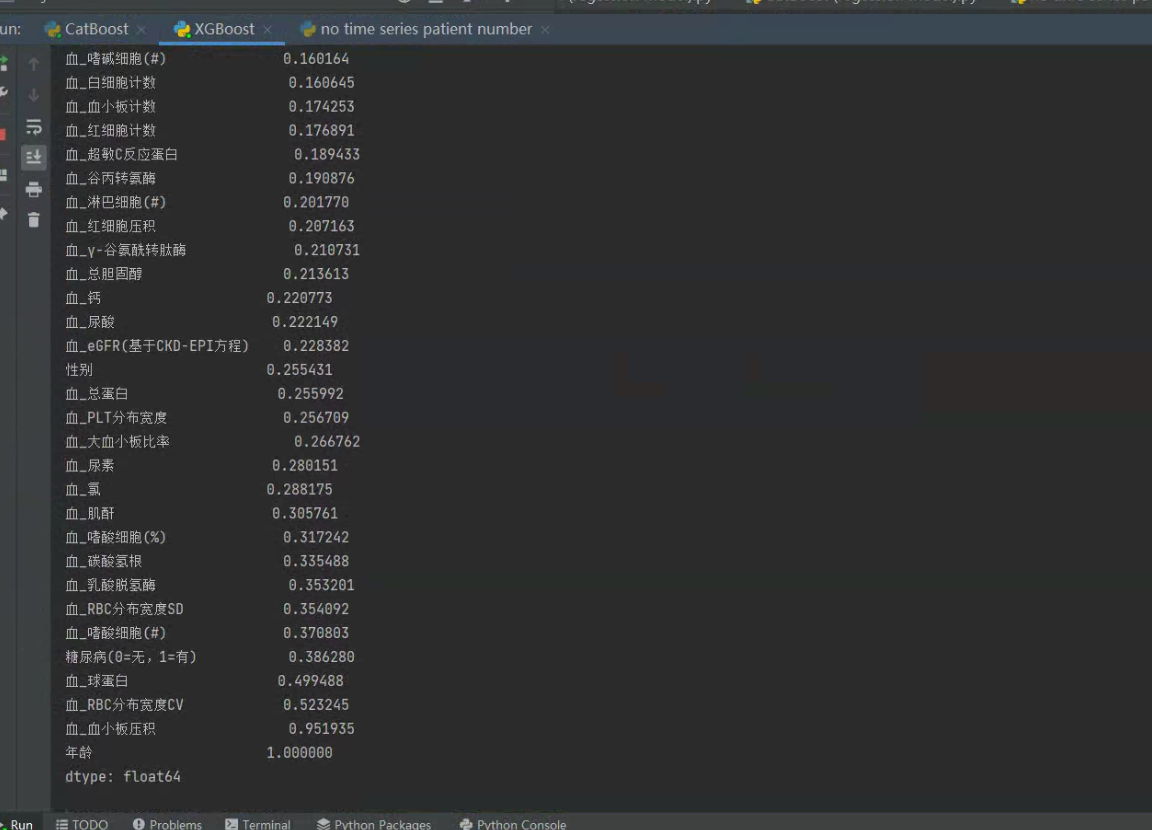 un: CatBoost × XGBoost × no time series patient number ×
血_嗜碱细胞(#) 0.160164
血_白细胞计数 0.160645
血_血小板计数 0.174253
血_红细胞计数 0.176891
血_超敏C反应蛋白 0.189433
血_谷丙转氨酶 0.190876
血_淋巴细胞(#) 0.201770
血_红细胞压积 0.207163
血_γ-谷氨酰转肽酶 0.210731
血_总胆固醇 0.213613
血_钙 0.220773
血_尿酸 0.222149
血_eGFR(基于CKD-EPI方程) 0.228382
性别 0.255431
血_总蛋白 0.255992
血_PLT分布宽度 0.256709
血_大血小板比率 0.266762
血_尿素 0.280151
血_氯 0.288175
血_肌酐 0.305761
血_嗜酸细胞(%) 0.317242
血_碳酸氢根 0.335488
血_乳酸脱氢酶 0.353201
血_RBC分布宽度SD 0.354092
血_嗜酸细胞(#) 0.370803
糖尿病(0=无，1=有) 0.386280
血_球蛋白 0.499488
血_RBC分布宽度CV 0.523245
血_血小板压积 0.951935
年龄 1.000000
dtype: float64
Run TODO Problems Terminal Python Packages Python Console